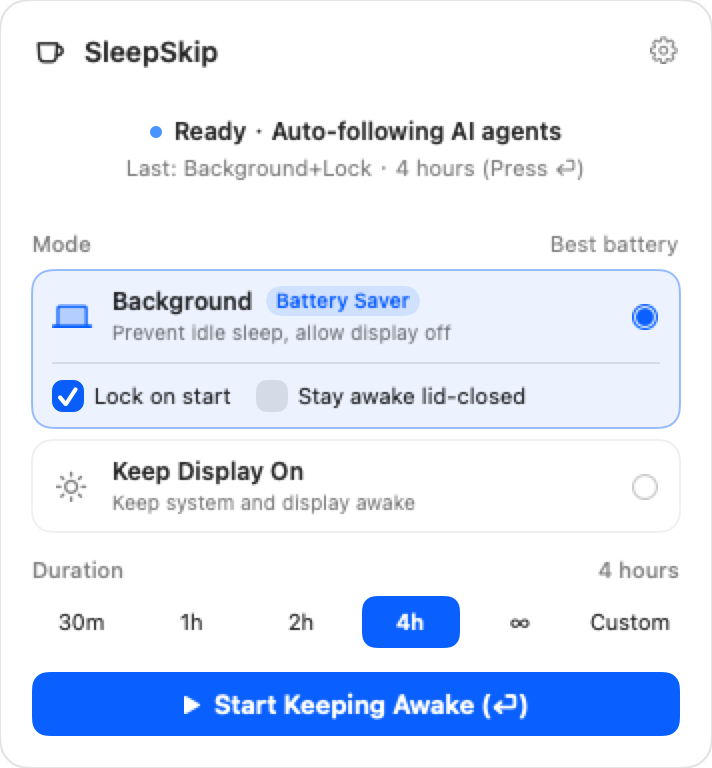 SleepSkip
Ready · Auto-following AI agents
Last: Background+Lock · 4 hours (Press ⏎)
Mode
Best battery
Background
Battery Saver
Prevent idle sleep, allow display off
Lock on start
Stay awake lid-closed
Keep Display On
Keep system and display awake
Duration
4 hours
30m 1h 2h 4h ∞ Custom
Start Keeping Awake (⏎)